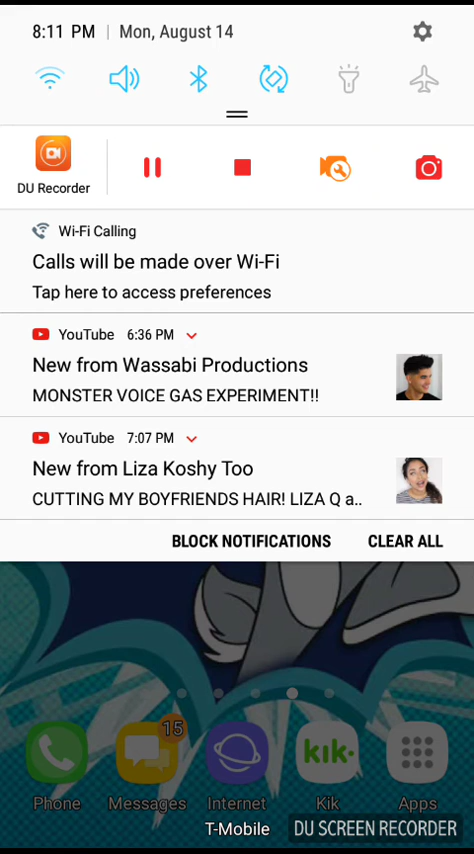 8:11 PM | Mon, August 14
DU Recorder
Wi-Fi Calling
Calls will be made over Wi-Fi
Tap here to access preferences
YouTube 6:36 PM
New from Wassabi Productions
MONSTER VOICE GAS EXPERIMENT!!
YouTube 7:07 PM
New from Liza Koshy Too
CUTTING MY BOYFRIENDS HAIR! LIZA Q a..
BLOCK NOTIFICATIONS CLEAR ALL
15
kik
Phone Messages Internet Kik Apps
T-Mobile DU SCREEN RECORDER